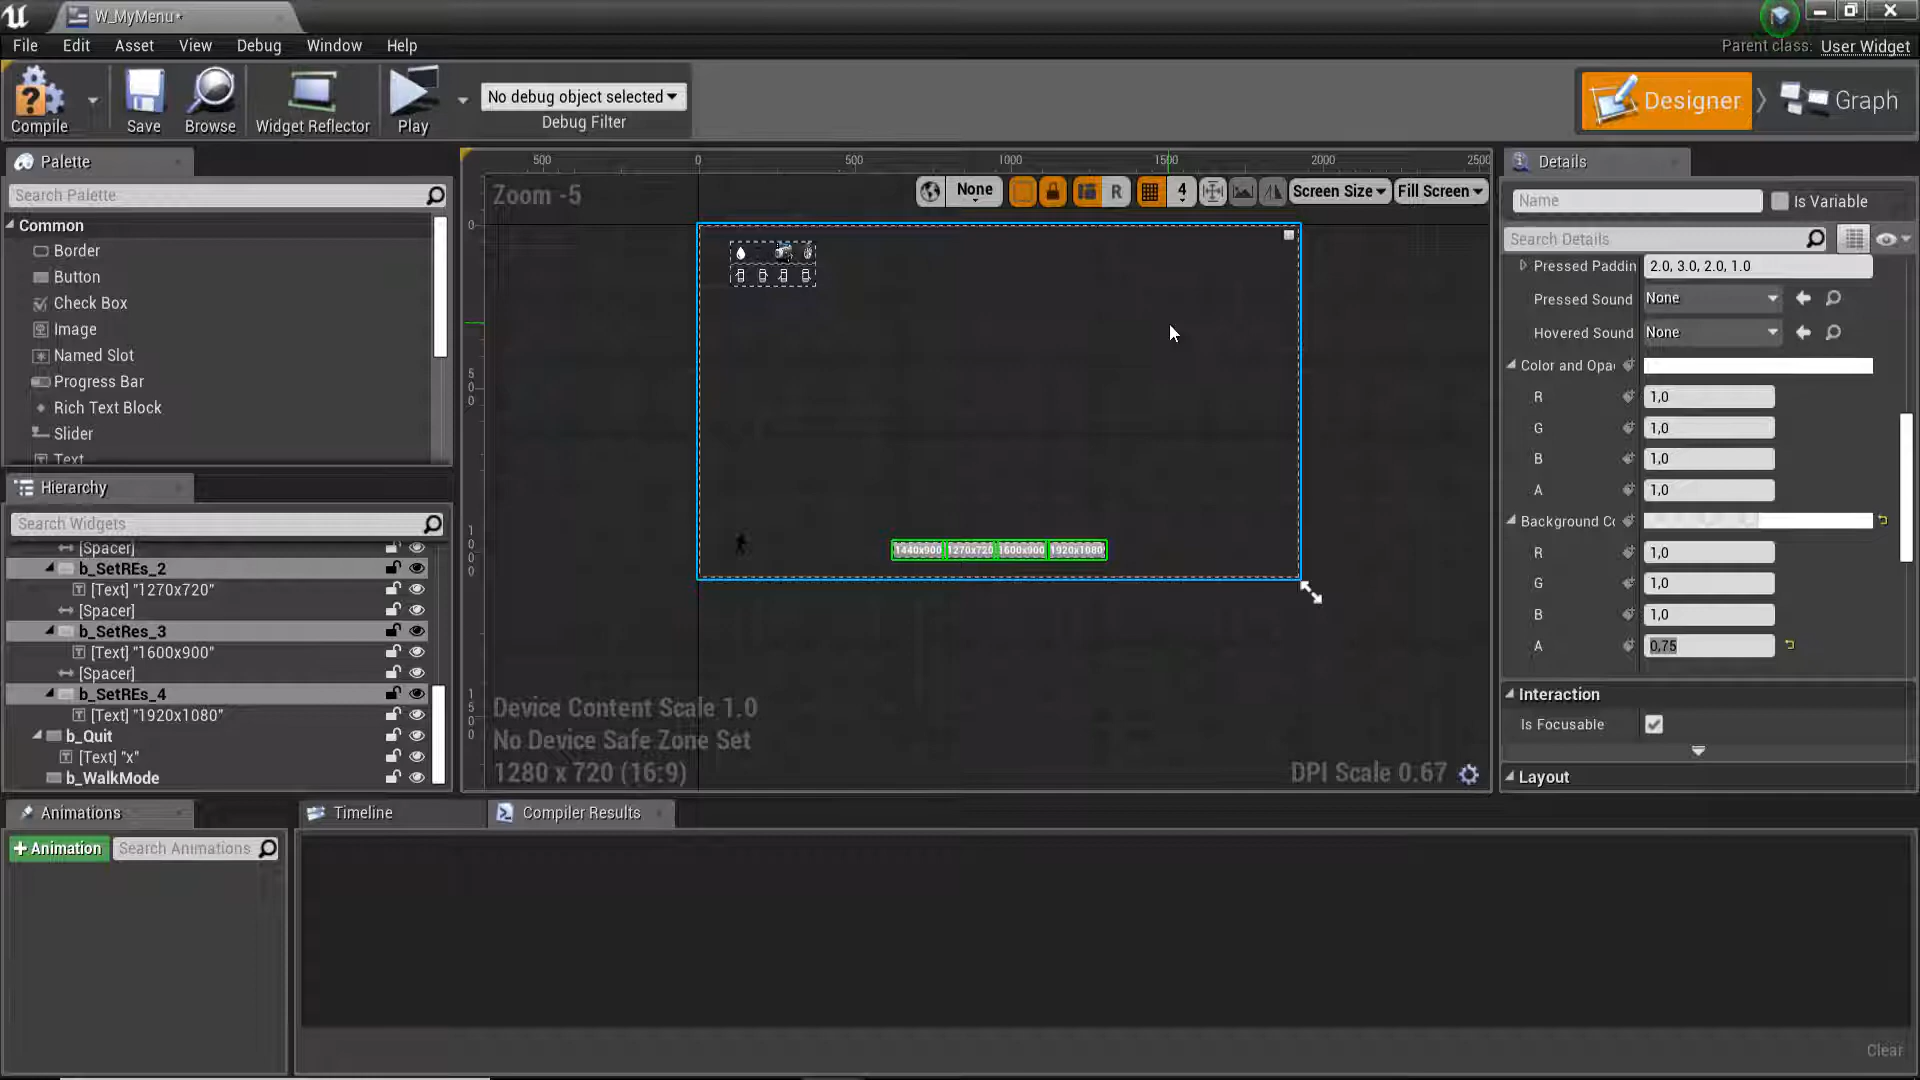 W_MyMenu*
Parent class: User Widget
File Edit Asset View Debug Window Help
Compile Save Browse Widget Reflector Play
No debug object selected
Debug Filter
Designer Graph
Palette
Search Palette
Common
Border
Button
Check Box
Image
Named Slot
Progress Bar
Rich Text Block
Slider
Text
Hierarchy
Search Widgets
[Spacer]
b_SetREs_2
[Text] "1270x720"
[Spacer]
b_SetRes_3
[Text] "1600x900"
[Spacer]
b_SetREs_4
[Text] "1920x1080"
b_Quit
[Text] "x"
b_WalkMode
500 0 500 1000 1500 2000 2500
Zoom -5
None R 4 Screen Size Fill Screen
0
500
1000
1500
1440x900 1270x720 1600x900 1920x1080
Device Content Scale 1.0
No Device Safe Zone Set
1280 x 720 (16:9)
DPI Scale 0.67
Details
Name Is Variable
Search Details
Pressed Paddin 2.0, 3.0, 2.0, 1.0
Pressed Sound None
Hovered Sound None
Color and Opa
R 1,0
G 1,0
B 1,0
A 1,0
Background Co
R 1,0
G 1,0
B 1,0
A 0,75
Interaction
Is Focusable
Layout
Animations
+ Animation Search Animations
Timeline Compiler Results
Clear